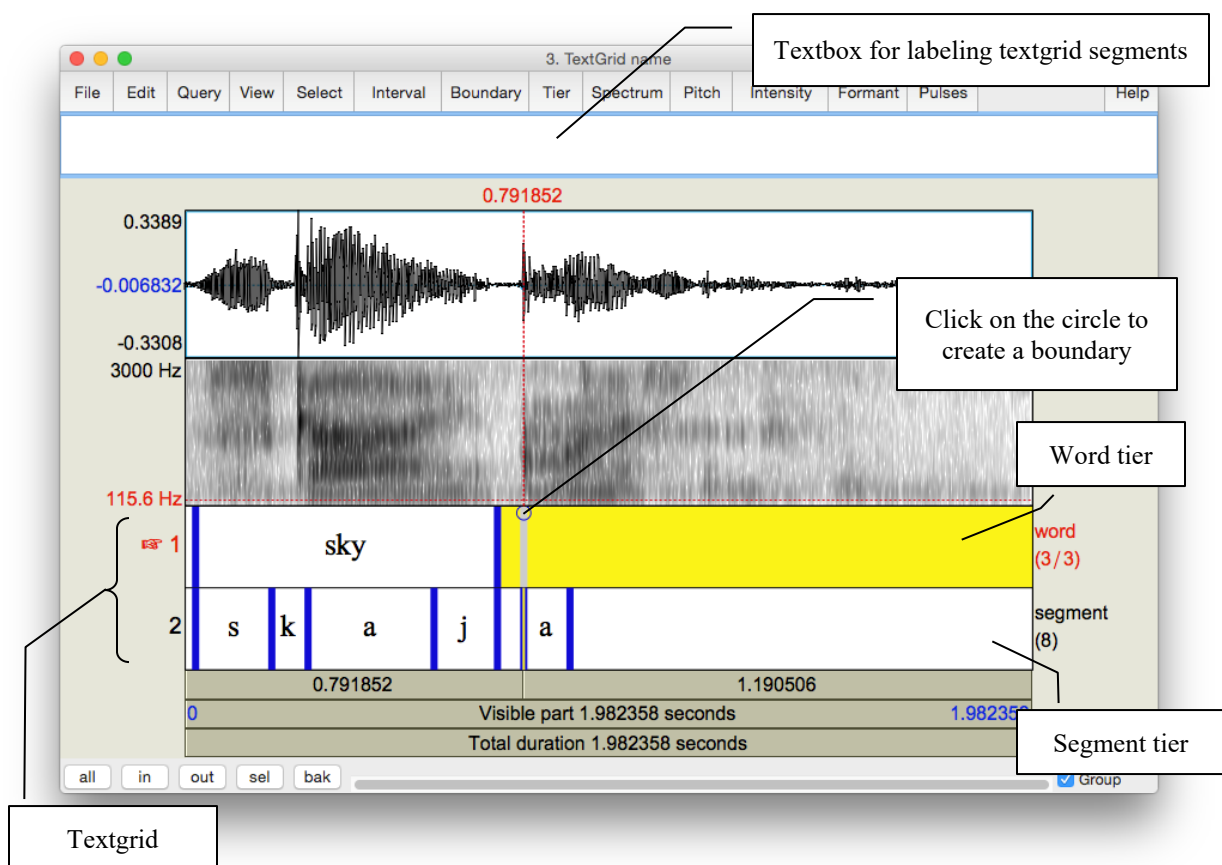 Textbox for labeling textgrid segments
3. TextGrid name
File Edit Query View Select Interval Boundary Tier Spectrum Pitch Intensity Formant Pulses Help
0.791852
0.3389
-0.006832
-0.3308
Click on the circle to
create a boundary
3000 Hz
115.6 Hz
Word tier
☞ 1 sky word
(3/3)
2 s k a j a segment
(8)
0.791852 1.190506
0 Visible part 1.982358 seconds 1.982358
Total duration 1.982358 seconds
Segment tier
all in out sel bak Group
Textgrid